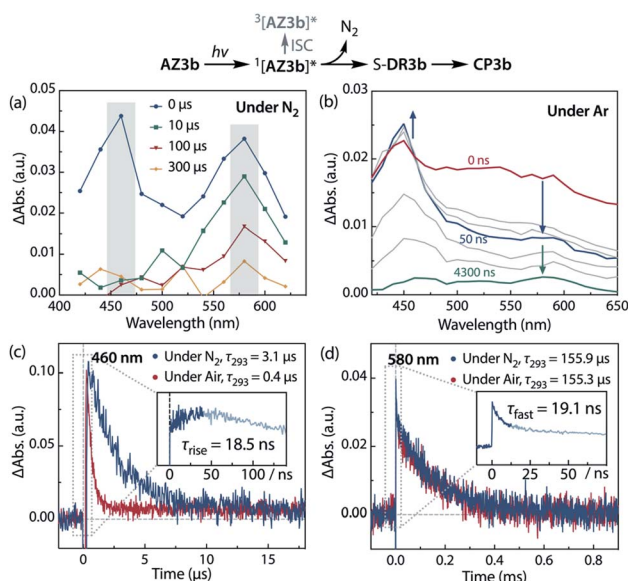 ³[AZ3b]*
ISC
N₂
AZ3b hv ¹[AZ3b]* S-DR3b CP3b
(a) Under N₂
0 μs
10 μs
100 μs
300 μs
ΔAbs. (a.u.)
0.05
0.04
0.03
0.02
0.01
0.00
400 450 500 550 600
Wavelength (nm)
(b) Under Ar
0 ns
50 ns
4300 ns
ΔAbs. (a.u.)
0.03
0.02
0.01
0.00
450 500 550 600 650
Wavelength (nm)
(c) 460 nm
Under N₂, τ₂₉₃ = 3.1 μs
Under Air, τ₂₉₃ = 0.4 μs
τrise = 18.5 ns
0 50 100 / ns
ΔAbs. (a.u.)
0.10
0.05
0.00
0 5 10 15
Time (μs)
(d) 580 nm
Under N₂, τ₂₉₃ = 155.9 μs
Under Air, τ₂₉₃ = 155.3 μs
τfast = 19.1 ns
0 25 50 / ns
ΔAbs. (a.u.)
0.04
0.02
0.00
0.0 0.2 0.4 0.6 0.8
Time (ms)